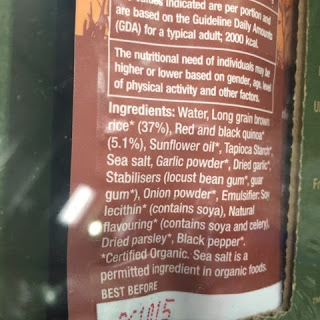 values indicated are per portion and
are based on the Guideline Daily Amounts
(GDA) for a typical adult; 2000 kcal.
The nutritional need of individuals may be
higher or lower based on gender, age, level
of physical activity and other factors.
Ingredients: Water, Long grain brown
rice* (37%), Red and black quinoa*
(5.1%), Sunflower oil*, Tapioca Starch*,
Sea salt, Garlic powder*, Dried garlic*,
Stabilisers (locust bean gum*, guar
gum*), Onion powder*, Emulsifier: Soy
lecithin* (contains soya), Natural
flavouring* (contains soya and celery),
Dried parsley*, Black pepper*.
*Certified Organic. Sea salt is a
permitted ingredient in organic foods.
BEST BEFORE